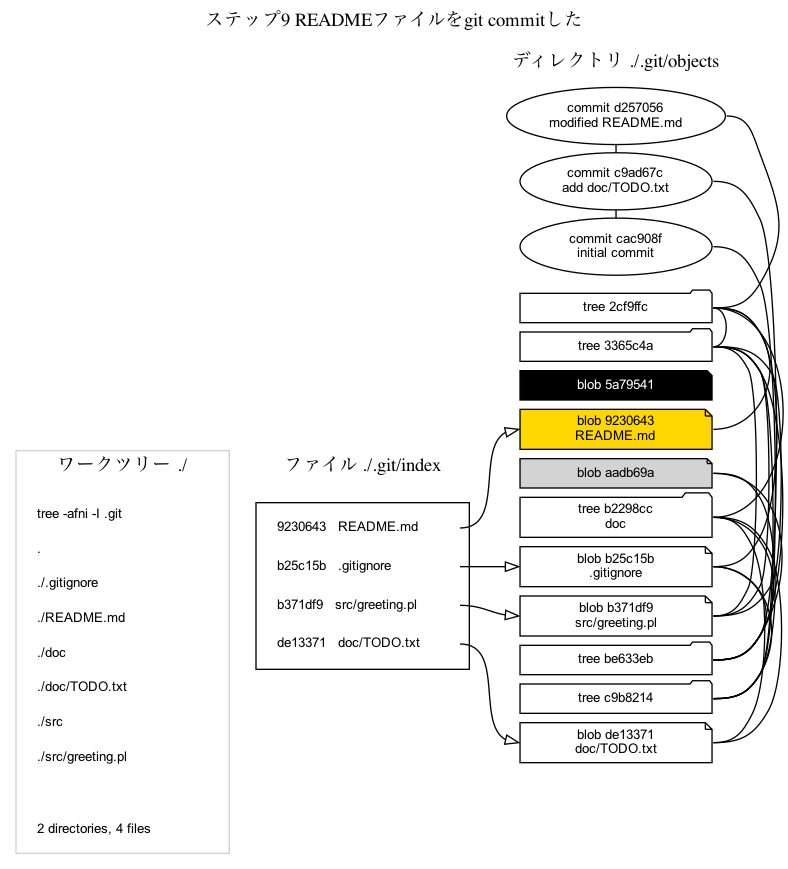 ステップ9 READMEファイルをgit commitした
ディレクトリ ./.git/objects
commit d257056
modified README.md
commit c9ad67c
add doc/TODO.txt
commit cac908f
initial commit
tree 2cf9ffc
tree 3365c4a
blob 5a79541
blob 9230643
README.md
blob aadb69a
tree b2298cc
doc
blob b25c15b
.gitignore
blob b371df9
src/greeting.pl
tree be633eb
tree c9b8214
blob de13371
doc/TODO.txt
ファイル ./.git/index
9230643 README.md
b25c15b .gitignore
b371df9 src/greeting.pl
de13371 doc/TODO.txt
ワークツリー ./
tree -afni -I .git
.
./.gitignore
./README.md
./doc
./doc/TODO.txt
./src
./src/greeting.pl
2 directories, 4 files